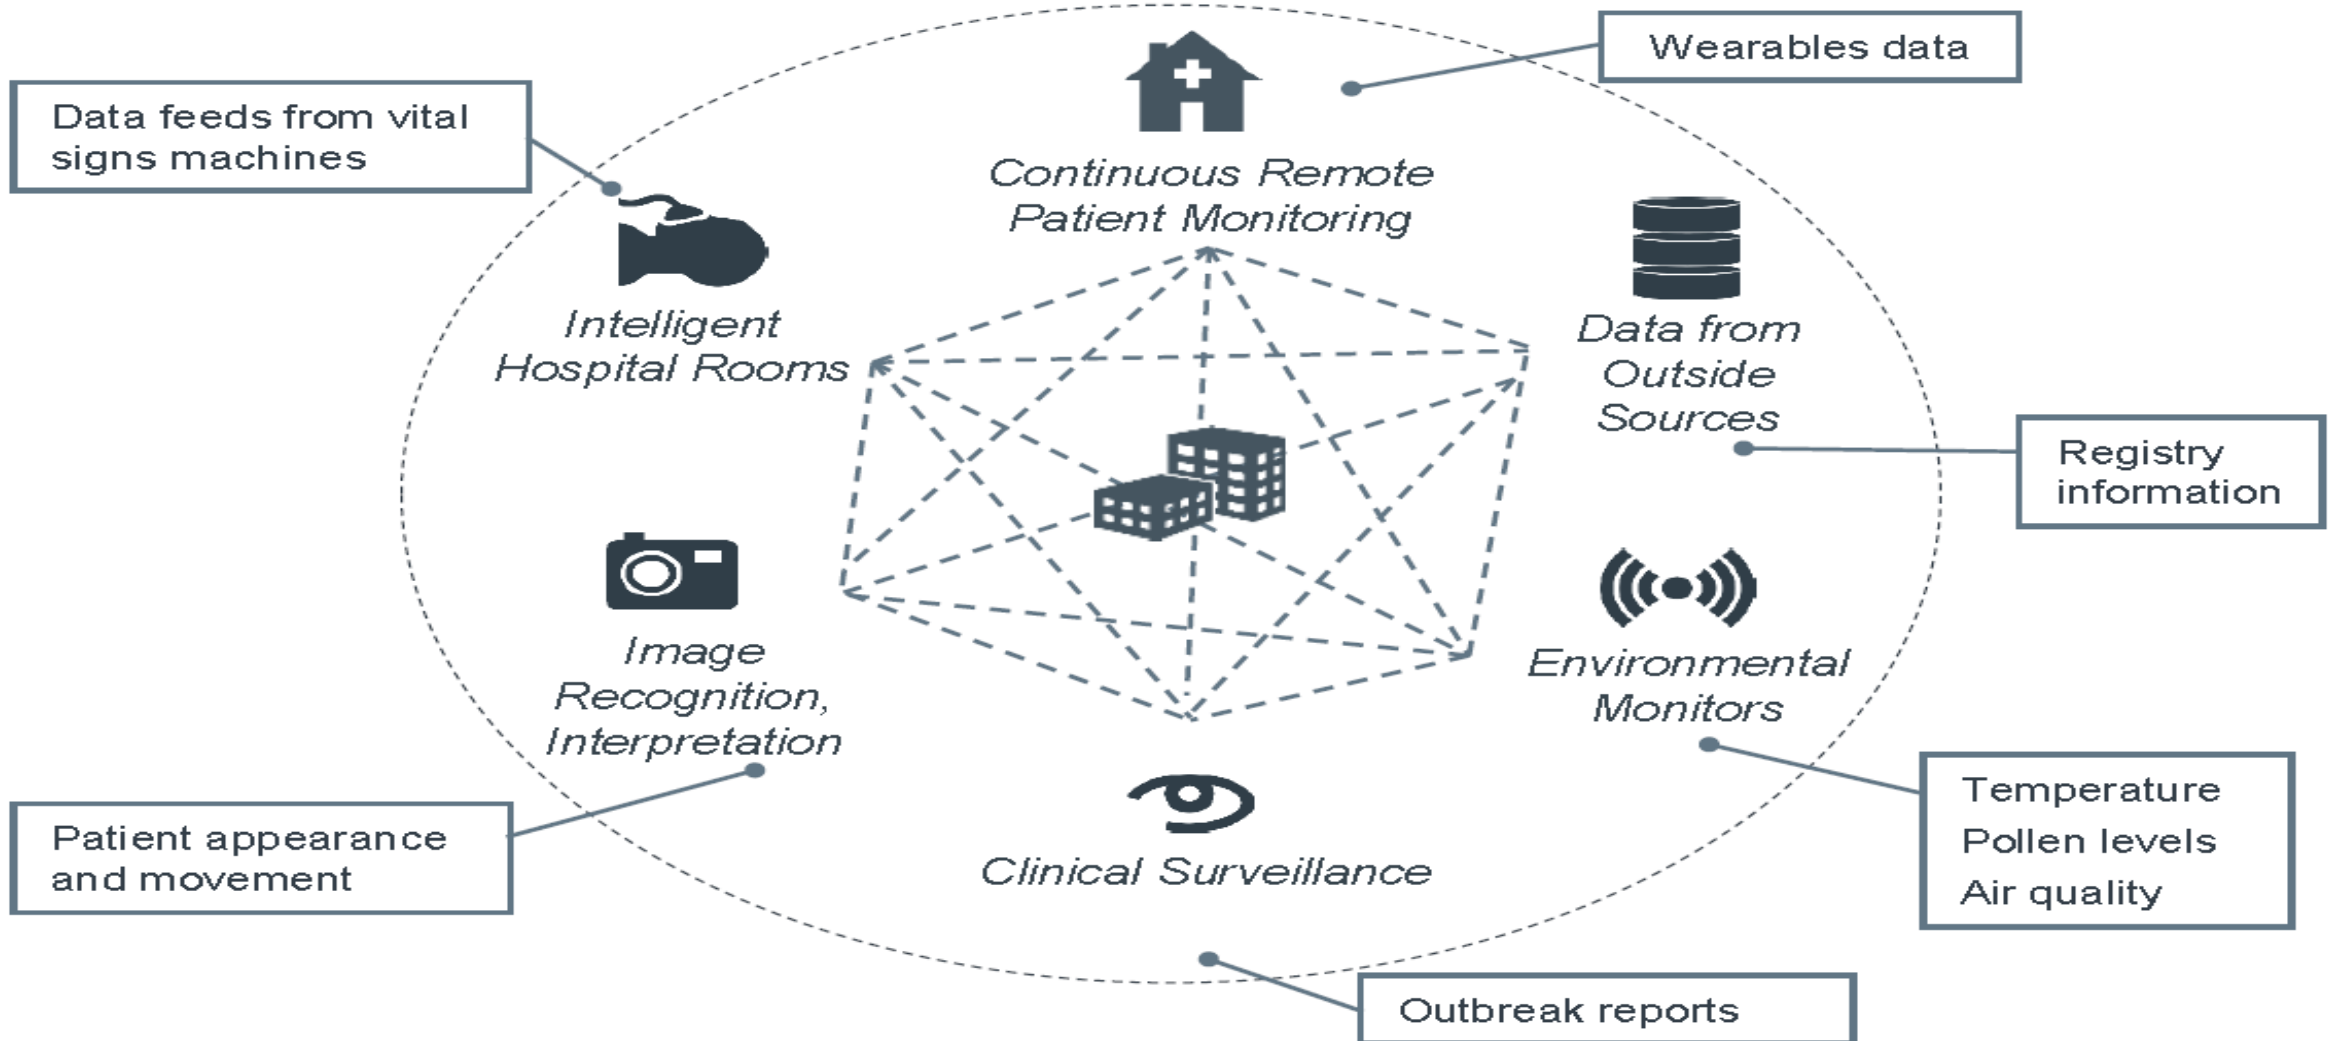 Wearables data
Data feeds from vital
signs machines
Continuous Remote
Patient Monitoring
Intelligent
Hospital Rooms
Data from
Outside
Sources
Registry
information
Image
Recognition,
Interpretation
Environmental
Monitors
Patient appearance
and movement
Clinical Surveillance
Temperature
Pollen levels
Air quality
Outbreak reports